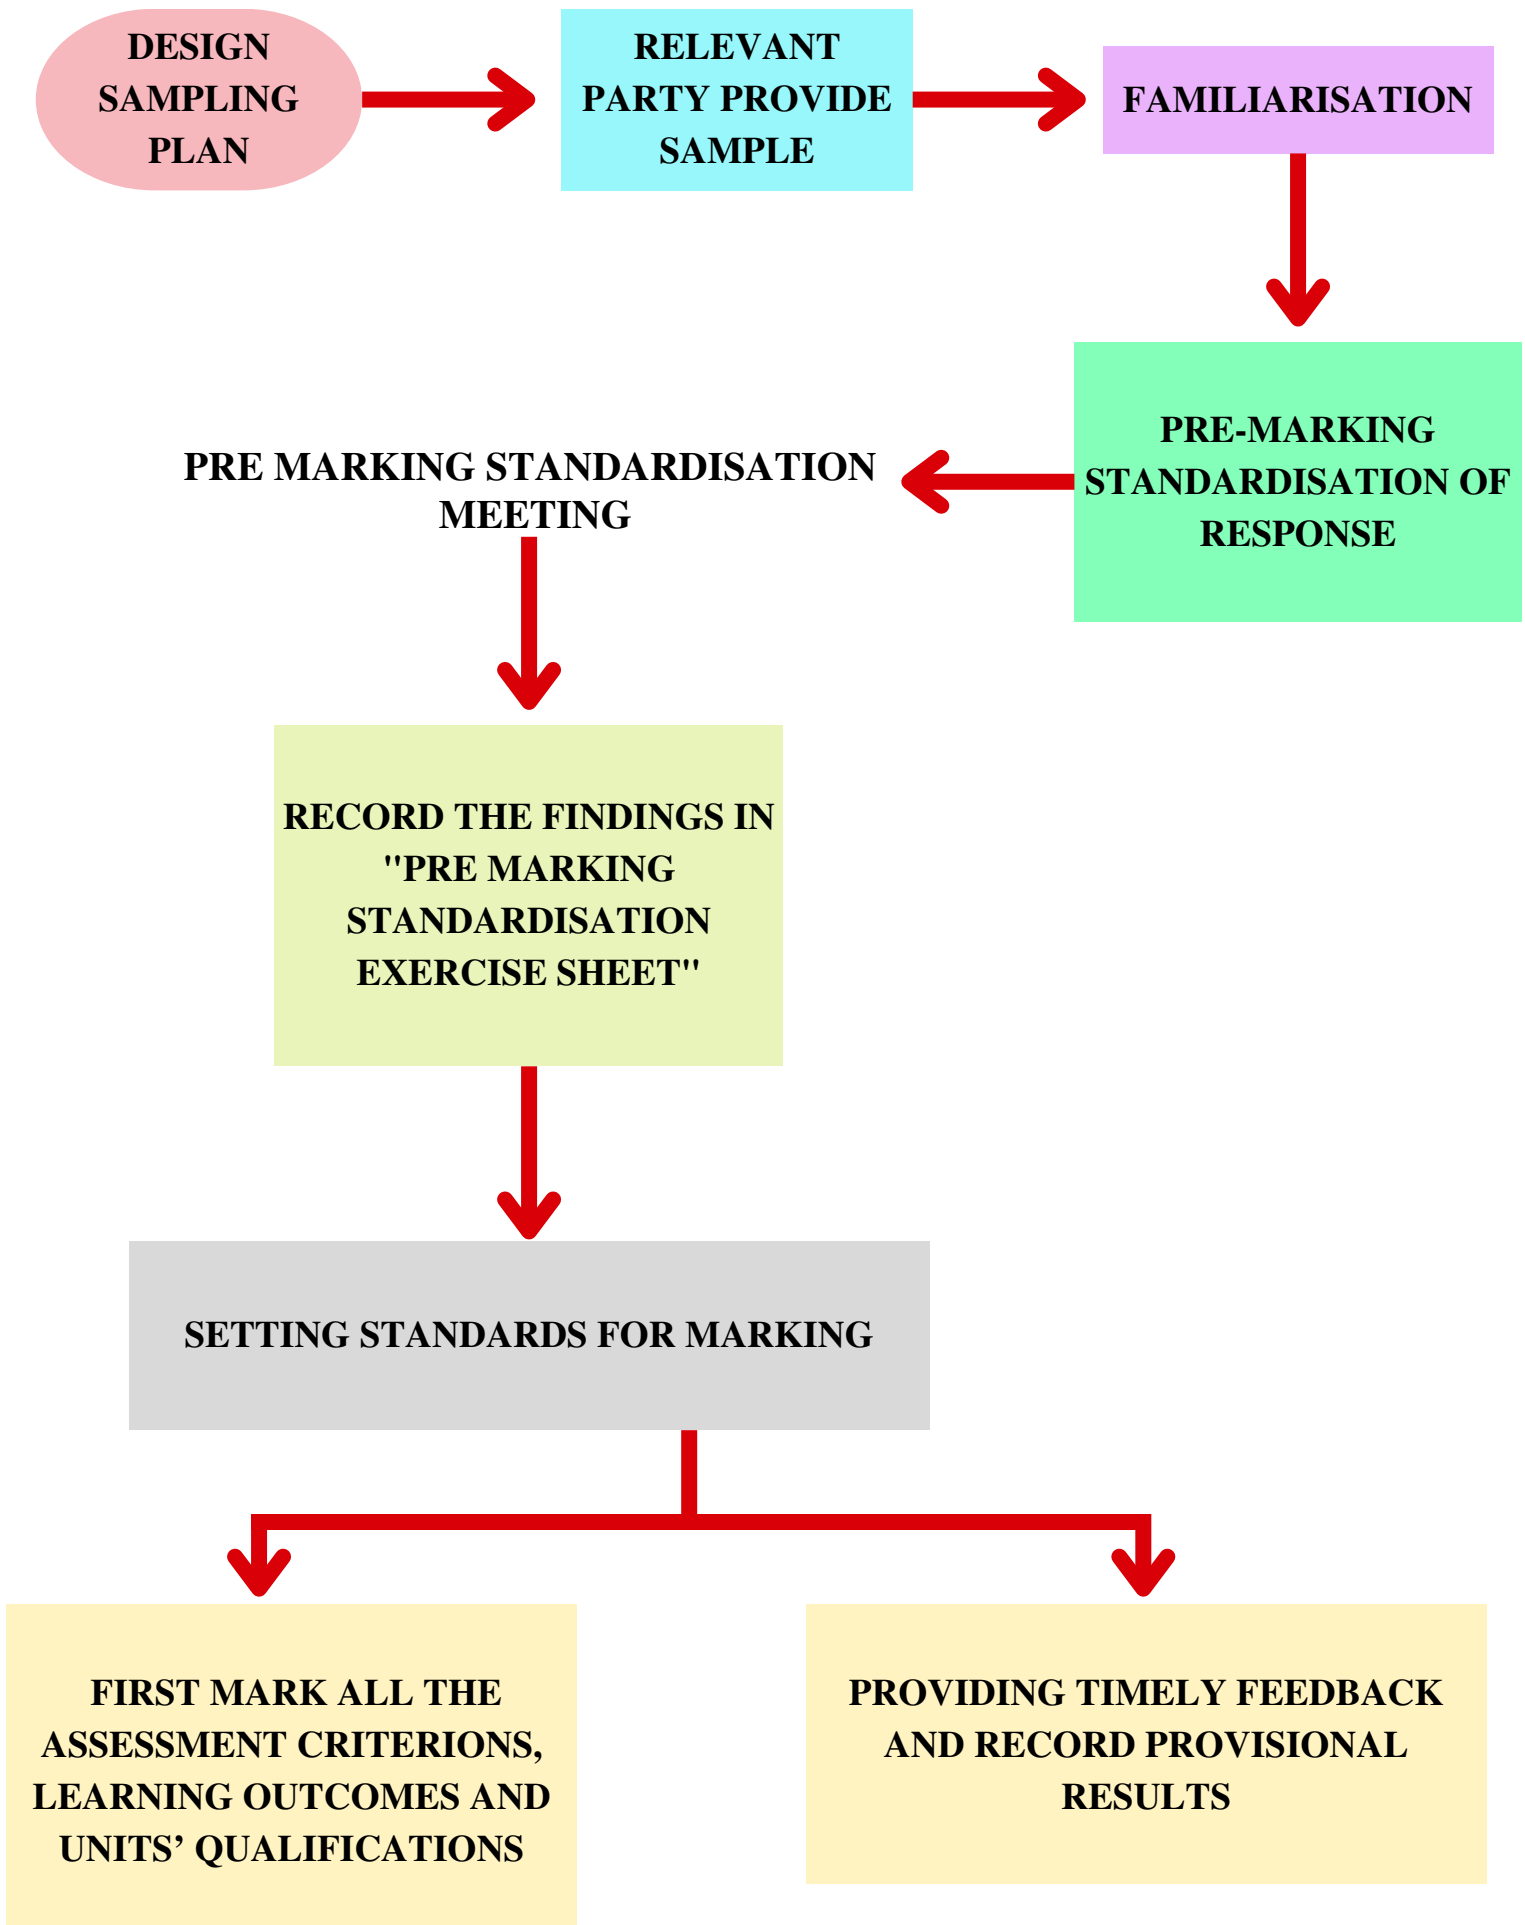 DESIGN
SAMPLING
PLAN
RELEVANT
PARTY PROVIDE
SAMPLE
FAMILIARISATION
PRE-MARKING
STANDARDISATION OF
RESPONSE
PRE MARKING STANDARDISATION
MEETING
RECORD THE FINDINGS IN
"PRE MARKING
STANDARDISATION
EXERCISE SHEET"
SETTING STANDARDS FOR MARKING
FIRST MARK ALL THE
ASSESSMENT CRITERIONS,
LEARNING OUTCOMES AND
UNITS’ QUALIFICATIONS
PROVIDING TIMELY FEEDBACK
AND RECORD PROVISIONAL
RESULTS